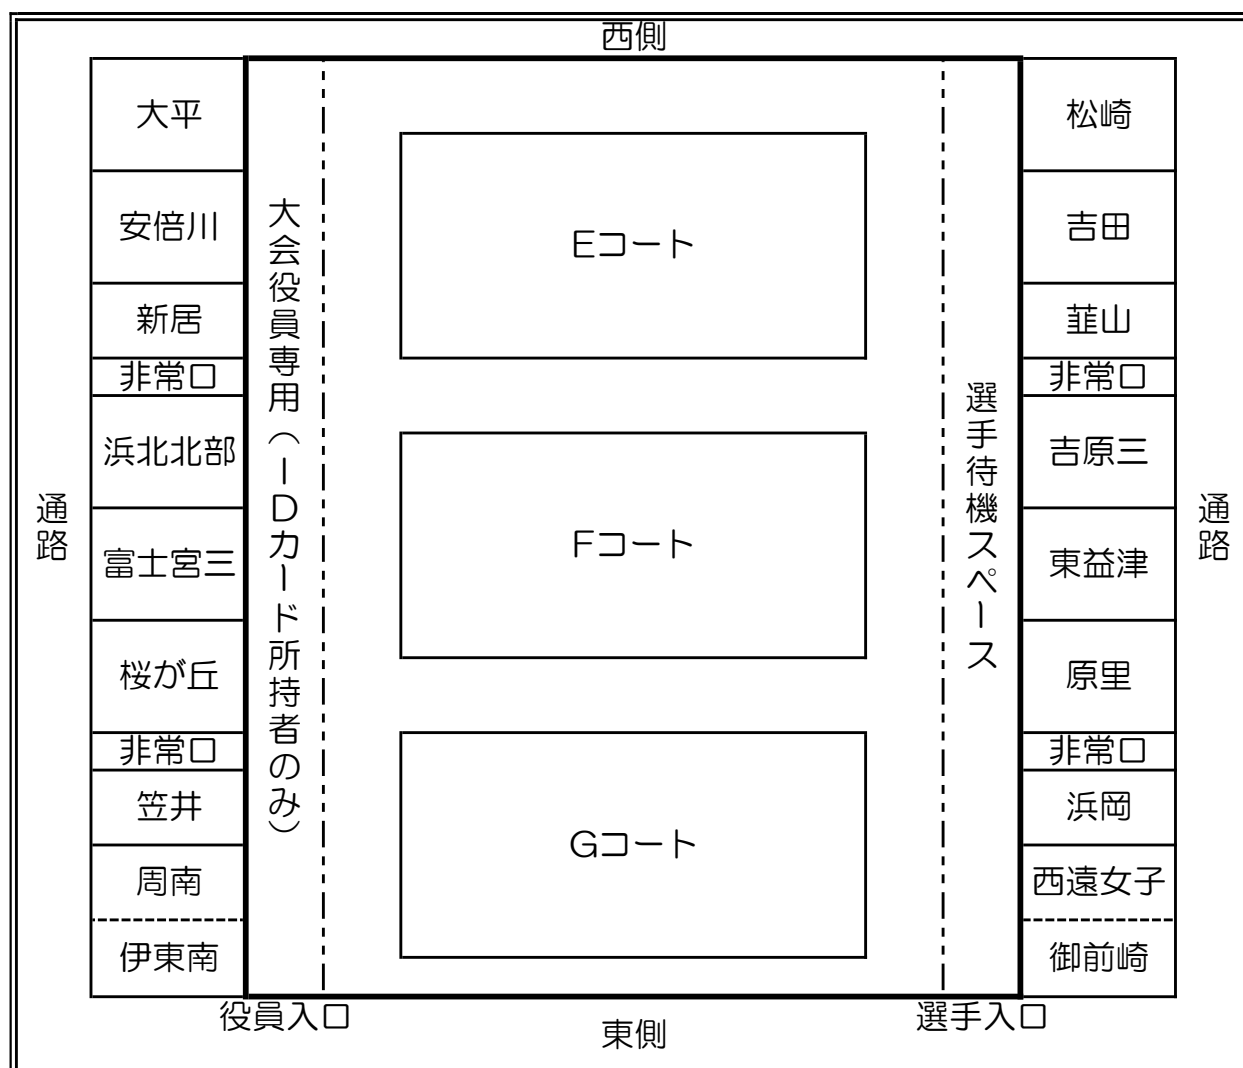 西側
大平
安倍川
新居
非常口
浜北北部
富士宮三
桜が丘
非常口
笠井
周南
伊東南
通路
大会役員専用（IDカード所持者のみ）
Eコート
Fコート
Gコート
選手待機スペース
松崎
吉田
韮山
非常口
吉原三
東益津
原里
非常口
浜岡
西遠女子
御前崎
通路
役員入口
東側
選手入口